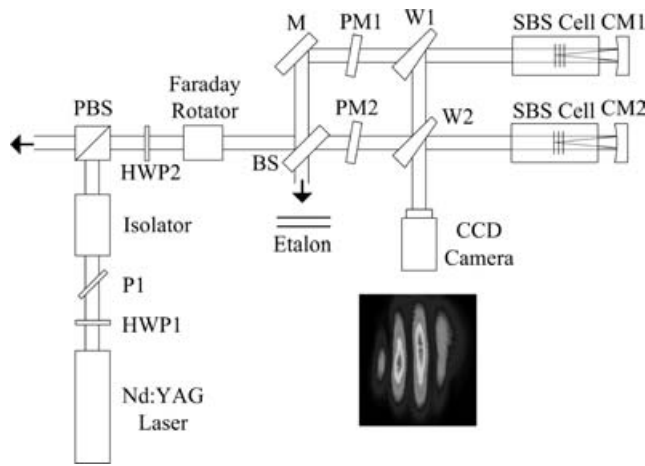 M
PM1
W1
SBS Cell CM1
Faraday
Rotator
PBS
PM2
W2
SBS Cell CM2
HWP2
BS
Isolator
Etalon
CCD
Camera
P1
HWP1
Nd:YAG
Laser